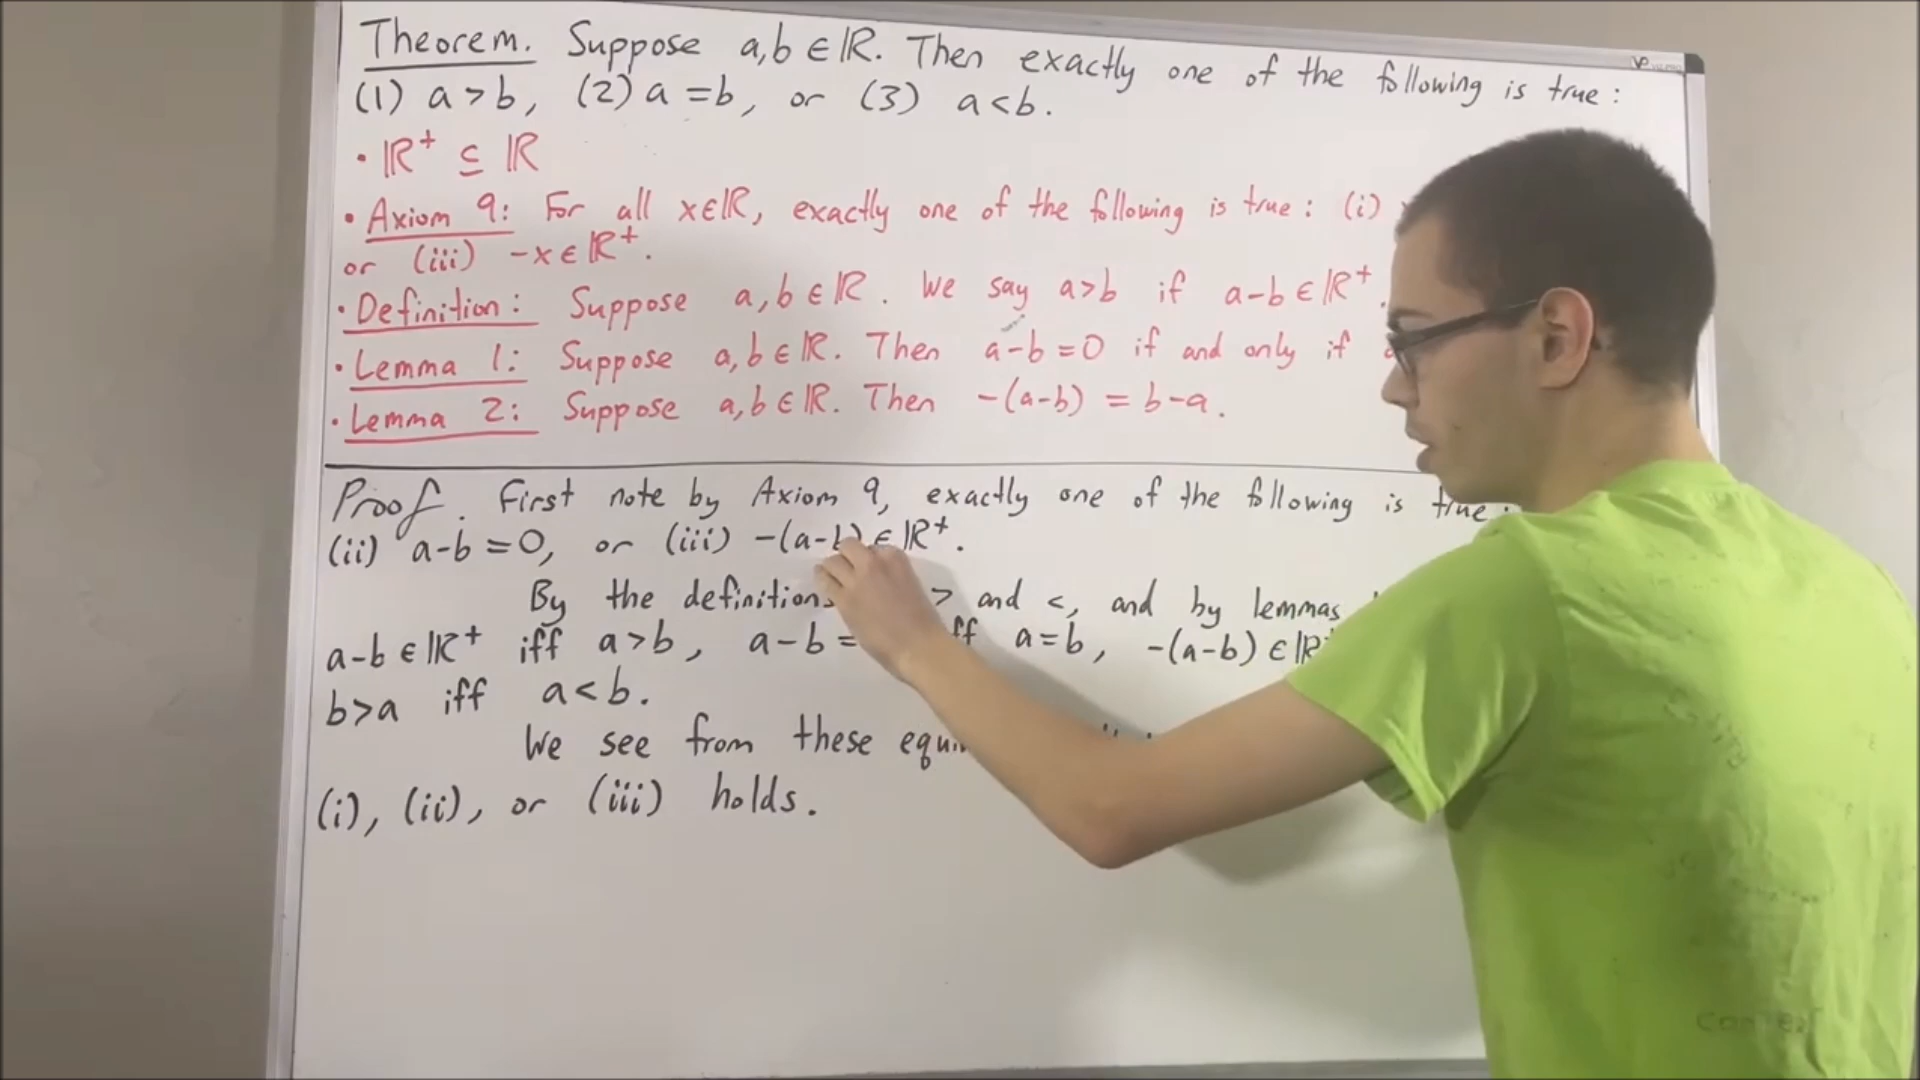 Theorem. Suppose a,b ∈ ℝ. Then exactly one of the following is true:
(1) a > b, (2) a = b, or (3) a < b.
• ℝ⁺ ⊆ ℝ
• Axiom 9: For all x∈ℝ, exactly one of the following is true: (i)
or (iii) -x ∈ ℝ⁺.
• Definition: Suppose a, b ∈ ℝ. We say a>b if a-b ∈ ℝ⁺.
• Lemma 1: Suppose a, b ∈ ℝ. Then a-b = 0 if and only if
• Lemma 2: Suppose a, b ∈ ℝ. Then -(a-b) = b-a.
Proof. First note by Axiom 9, exactly one of the following is true:
(ii) a-b = 0, or (iii) -(a-b) ∈ ℝ⁺.
By the definitions > and <, and by lemmas
a-b ∈ ℝ⁺ iff a > b, a-b = a = b, -(a-b) ∈ ℝ⁺
b>a iff a < b.
We see from these
(i), (ii), or (iii) holds.